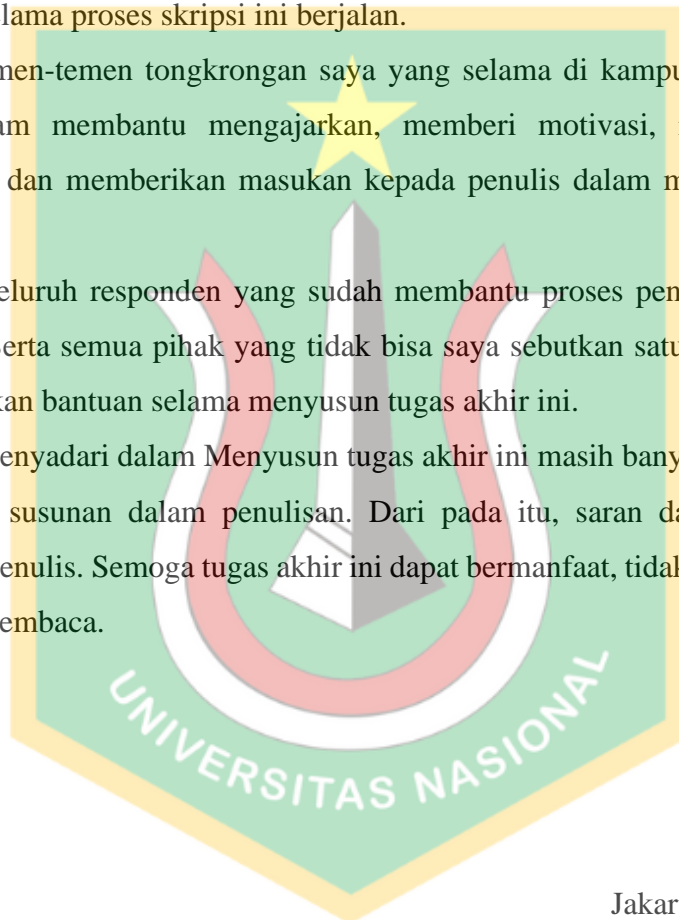 elama proses skripsi ini berjalan.
men-temen tongkrongan saya yang selama di kampu
am membantu mengajarkan, memberi motivasi,
dan memberikan masukan kepada penulis dalam m
eluruh responden yang sudah membantu proses pen
Serta semua pihak yang tidak bisa saya sebutkan satu
kan bantuan selama menyusun tugas akhir ini.
enyadari dalam Menyusun tugas akhir ini masih bany
susunan dalam penulisan. Dari pada itu, saran da
enulis. Semoga tugas akhir ini dapat bermanfaat, tidak
embaca.
UNIVERSITAS NASIONAL
Jakar